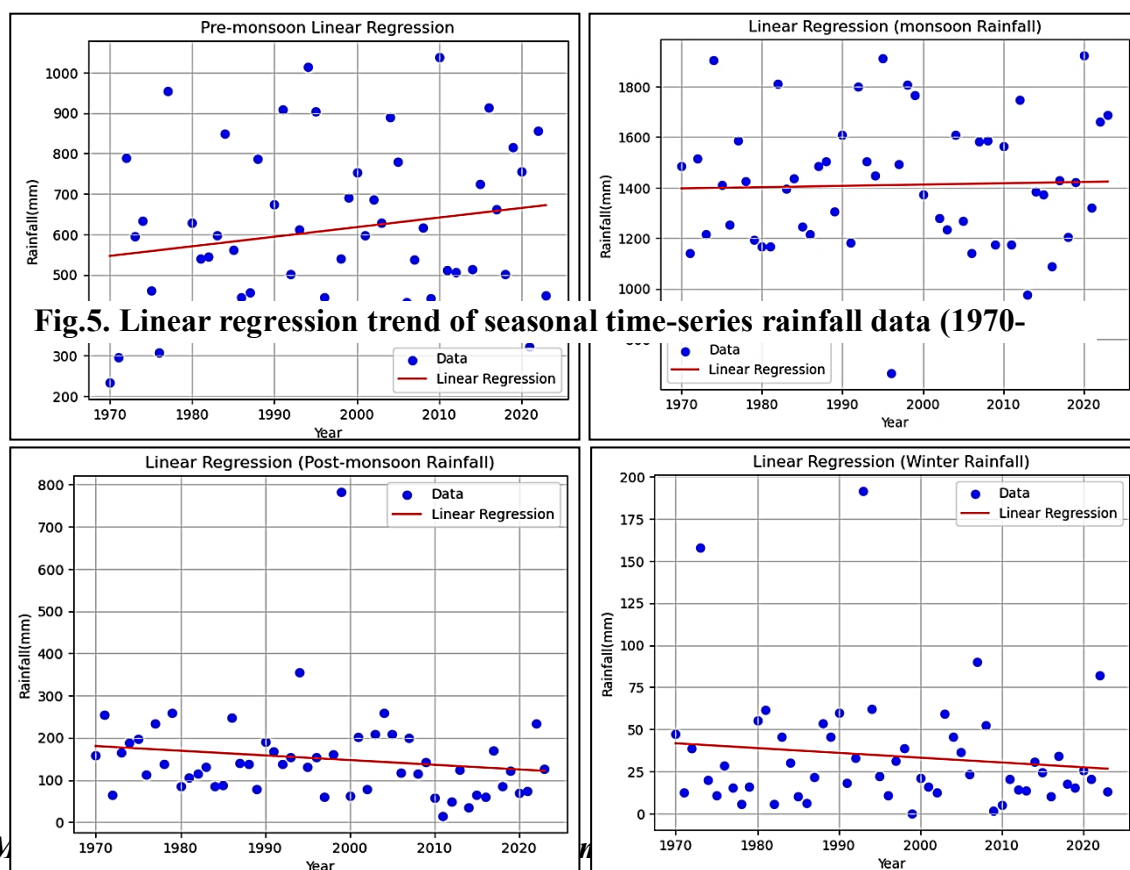 Pre-monsoon Linear Regression
1000
900
800
700
600
500
Rainfall(mm)
300
200
1970
1980
1990
2000
2010
2020
Year
Data
Linear Regression
Linear Regression (monsoon Rainfall)
1800
1600
1400
1200
1000
Rainfall(mm)
1970
1980
1990
2000
2010
2020
Year
Data
Linear Regression
Fig.5. Linear regression trend of seasonal time-series rainfall data (1970-
Linear Regression (Post-monsoon Rainfall)
800
700
600
500
400
300
200
100
0
Rainfall(mm)
1970
1980
1990
2000
2010
2020
Year
Data
Linear Regression
Linear Regression (Winter Rainfall)
200
175
150
125
100
75
50
25
0
Rainfall(mm)
1970
1980
1990
2000
2010
2020
Year
Data
Linear Regression